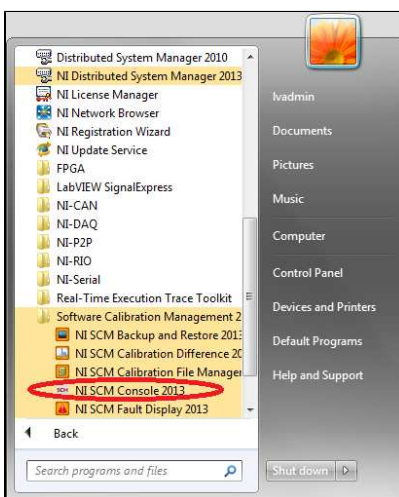 Distributed System Manager 2010
NI Distributed System Manager 2013
NI License Manager
NI Network Browser
NI Registration Wizard
NI Update Service
FPGA
LabVIEW SignalExpress
NI-CAN
NI-DAQ
NI-P2P
NI-RIO
NI-Serial
Real-Time Execution Trace Toolkit
Software Calibration Management 2
NI SCM Backup and Restore 2013
NI SCM Calibration Difference 20
NI SCM Calibration File Manager
SCM NI SCM Console 2013
NI SCM Fault Display 2013
Back
Search programs and files
lvadmin
Documents
Pictures
Music
Computer
Control Panel
Devices and Printers
Default Programs
Help and Support
Shut down